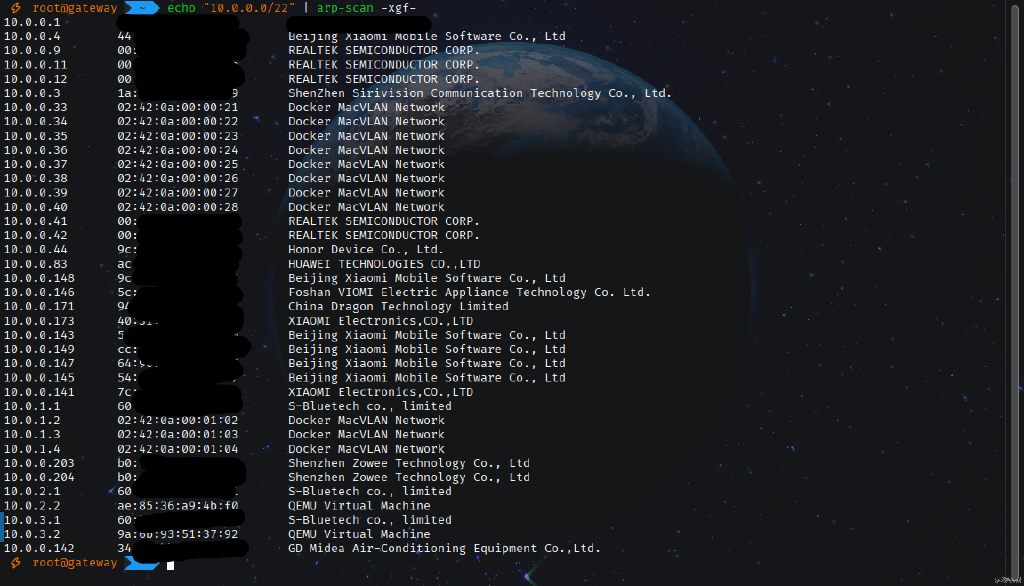 ⚡ root@gateway ~ echo "10.0.0.0/22" | arp-scan -xgf-
10.0.0.1
10.0.0.4 44 Beijing Xiaomi Mobile Software Co., Ltd
10.0.0.9 00: REALTEK SEMICONDUCTOR CORP.
10.0.0.11 00 REALTEK SEMICONDUCTOR CORP.
10.0.0.12 00 REALTEK SEMICONDUCTOR CORP.
10.0.0.3 1a: 9 ShenZhen Sirivision Communication Technology Co., Ltd.
10.0.0.33 02:42:0a:00:00:21 Docker MacVLAN Network
10.0.0.34 02:42:0a:00:00:22 Docker MacVLAN Network
10.0.0.35 02:42:0a:00:00:23 Docker MacVLAN Network
10.0.0.36 02:42:0a:00:00:24 Docker MacVLAN Network
10.0.0.37 02:42:0a:00:00:25 Docker MacVLAN Network
10.0.0.38 02:42:0a:00:00:26 Docker MacVLAN Network
10.0.0.39 02:42:0a:00:00:27 Docker MacVLAN Network
10.0.0.40 02:42:0a:00:00:28 Docker MacVLAN Network
10.0.0.41 00: REALTEK SEMICONDUCTOR CORP.
10.0.0.42 00: REALTEK SEMICONDUCTOR CORP.
10.0.0.44 9c: Honor Device Co., Ltd.
10.0.0.83 ac HUAWEI TECHNOLOGIES CO.,LTD
10.0.0.148 9c Beijing Xiaomi Mobile Software Co., Ltd
10.0.0.146 5c: Foshan VIOMI Electric Appliance Technology Co. Ltd.
10.0.0.171 94 China Dragon Technology Limited
10.0.0.173 40: XIAOMI Electronics,CO.,LTD
10.0.0.143 5 Beijing Xiaomi Mobile Software Co., Ltd
10.0.0.149 cc: Beijing Xiaomi Mobile Software Co., Ltd
10.0.0.147 64: Beijing Xiaomi Mobile Software Co., Ltd
10.0.0.145 54: Beijing Xiaomi Mobile Software Co., Ltd
10.0.0.141 7c XIAOMI Electronics,CO.,LTD
10.0.1.1 60 S-Bluetech co., limited
10.0.1.2 02:42:0a:00:01:02 Docker MacVLAN Network
10.0.1.3 02:42:0a:00:01:03 Docker MacVLAN Network
10.0.1.4 02:42:0a:00:01:04 Docker MacVLAN Network
10.0.0.203 b0: Shenzhen Zowee Technology Co., Ltd
10.0.0.204 b0: Shenzhen Zowee Technology Co., Ltd
10.0.2.1 60 S-Bluetech co., limited
10.0.2.2 ae:85:36:a9:4b:f0 QEMU Virtual Machine
10.0.3.1 60: S-Bluetech co., limited
10.0.3.2 9a:0b:93:51:37:92 QEMU Virtual Machine
10.0.0.142 34 GD Midea Air-Conditioning Equipment Co.,Ltd.
⚡ root@gateway ~